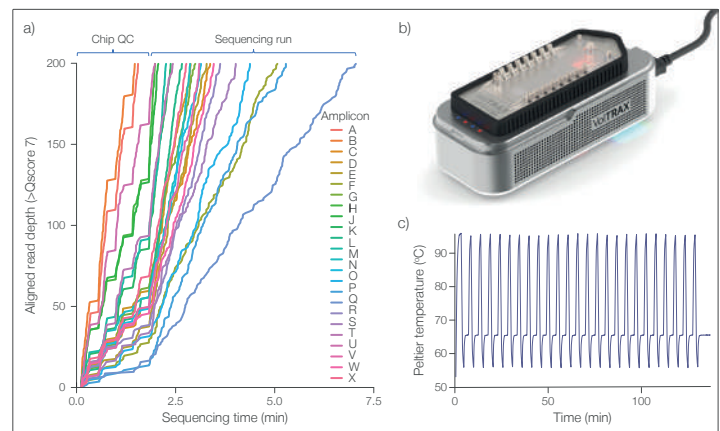 a)
Chip QC
Sequencing run
200
150
100
50
0
Aligned read depth (>Qscore 7)
0.0
2.5
5.0
7.5
Sequencing time (min)
Amplicon
A
B
C
D
E
F
G
H
J
K
L
M
N
O
P
Q
R
S
T
U
V
W
X
b)
VolTRAX
c)
90
80
70
60
50
Peltier temperature (ºC)
0
50
100
Time (min)